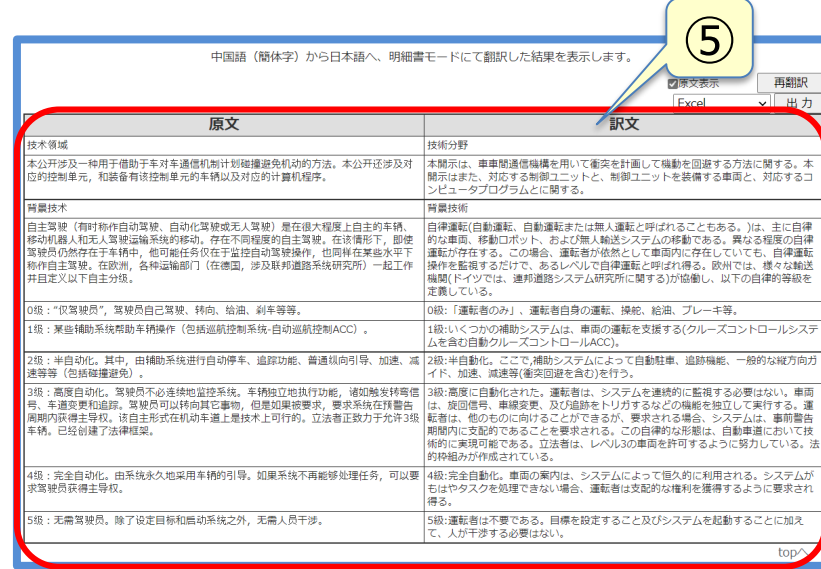 ⑤
中国語（簡体字）から日本語へ、明細書モードにて翻訳した結果を表示します。
原文表示 再翻訳
Excel 出 力
原文 訳文
技术领域
技術分野
本公开涉及一种用于借助于车对车通信机制计划碰撞避免机动的方法。本公开还涉及对
应的控制单元，和装备有该控制单元的车辆以及对应的计算机程序。
本開示は、車車間通信機構を用いて衝突を計画して機動を回避する方法に関する。本
開示はまた、対応する制御ユニットと、制御ユニットを装備する車両と、対応するコ
ンピュータプログラムとに関する。
背景技术
背景技術
自主驾驶（有时称作自动驾驶、自动化驾驶或无人驾驶）是在很大程度上自主的车辆、
移动机器人和无人驾驶运输系统的移动。存在不同程度的自主驾驶。在该情形下，即使
驾驶员仍然存在于车辆中，他可能任务仅在于监控自动驾驶操作，也同样在某些水平下
称作自主驾驶。在欧洲，各种运输部门（在德国，涉及联邦道路系统研究所）一起工作
并且定义以下自主分级。
自律運転(自動運転、自動運転または無人運転と呼ばれることもある。)は、主に自律
的な車両、移動ロボット、および無人輸送システムの移動である。異なる程度の自律
運転が存在する。この場合、運転者が依然として車両内に存在していても、自律運転
操作を監視するだけで、あるレベルで自律運転と呼ばれ得る。欧州では、様々な輸送
機関(ドイツでは、連邦道路システム研究所に関する)が協働し、以下の自律的等級を
定義している。
0级：“仅驾驶员”，驾驶员自己驾驶、转向、给油、刹车等等。
0級:「運転者のみ」、運転者自身の運転、操舵、給油、ブレーキ等。
1级：某些辅助系统帮助车辆操作（包括巡航控制系统-自动巡航控制ACC）。
1級:いくつかの補助システムは、車両の運転を支援する(クルーズコントロールシステ
ムを含む自動クルーズコントロールACC)。
2级：半自动化。其中，由辅助系统进行自动停车、追踪功能、普通纵向引导、加速、减
速等等（包括碰撞避免）。
2級:半自動化。ここで,補助システムによって自動駐車、追跡機能、一般的な縦方向ガ
イド、加速、減速等(衝突回避を含む)を行う。
3级：高度自动化。驾驶员不必连续地监控系统。车辆独立地执行功能，诸如触发转弯信
号、车道变更和追踪。驾驶员可以转向其它事物，但是如果被要求，要求系统在预警告
周期内获得主导权。该自主形式在机动车道上是技术上可行的。立法者正致力于允许3级
车辆。已经创建了法律框架。
3級:高度に自動化された。運転者は、システムを連続的に監視する必要はない。車両
は、旋回信号、車線変更、及び追跡をトリガするなどの機能を独立して実行する。運
転者は、他のものに向けることができるが、要求される場合、システムは、事前警告
期間内に支配的であることを要求される。この自律的な形態は、自動車道において技
術的に実現可能である。立法者は、レベル3の車両を許可するように努力している。法
的枠組みが作成されている。
4级：完全自动化。由系统永久地采用车辆的引导。如果系统不再能够处理任务，可以要
求驾驶员获得主导权。
4級:完全自動化。車両の案内は、システムによって恒久的に利用される。システムが
もはやタスクを処理できない場合、運転者は支配的な権利を獲得するように要求され
得る。
5级：无需驾驶员。除了设定目标和启动系统之外，无需人员干涉。
5級:運転者は不要である。目標を設定すること及びシステムを起動することに加え
て、人が干渉する必要はない。
topへ